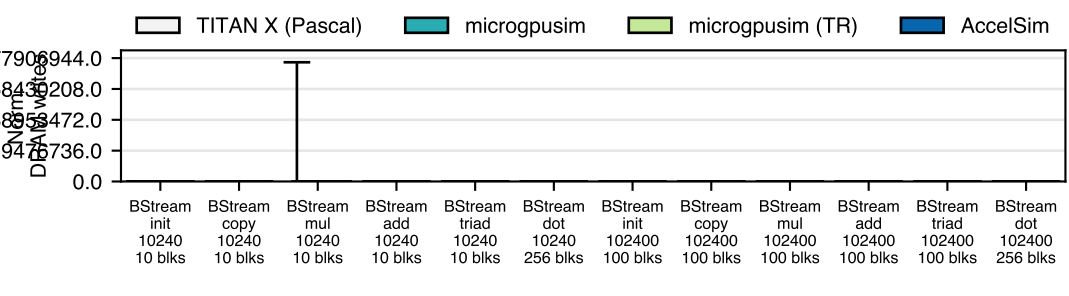 TITAN X (Pascal) microgpusim microgpusim (TR) AccelSim
Norm.
DRAM writes
0.0
BStream init 10240 10 blks
BStream copy 10240 10 blks
BStream mul 10240 10 blks
BStream add 10240 10 blks
BStream triad 10240 10 blks
BStream dot 10240 256 blks
BStream init 102400 100 blks
BStream copy 102400 100 blks
BStream mul 102400 100 blks
BStream add 102400 100 blks
BStream triad 102400 100 blks
BStream dot 102400 256 blks